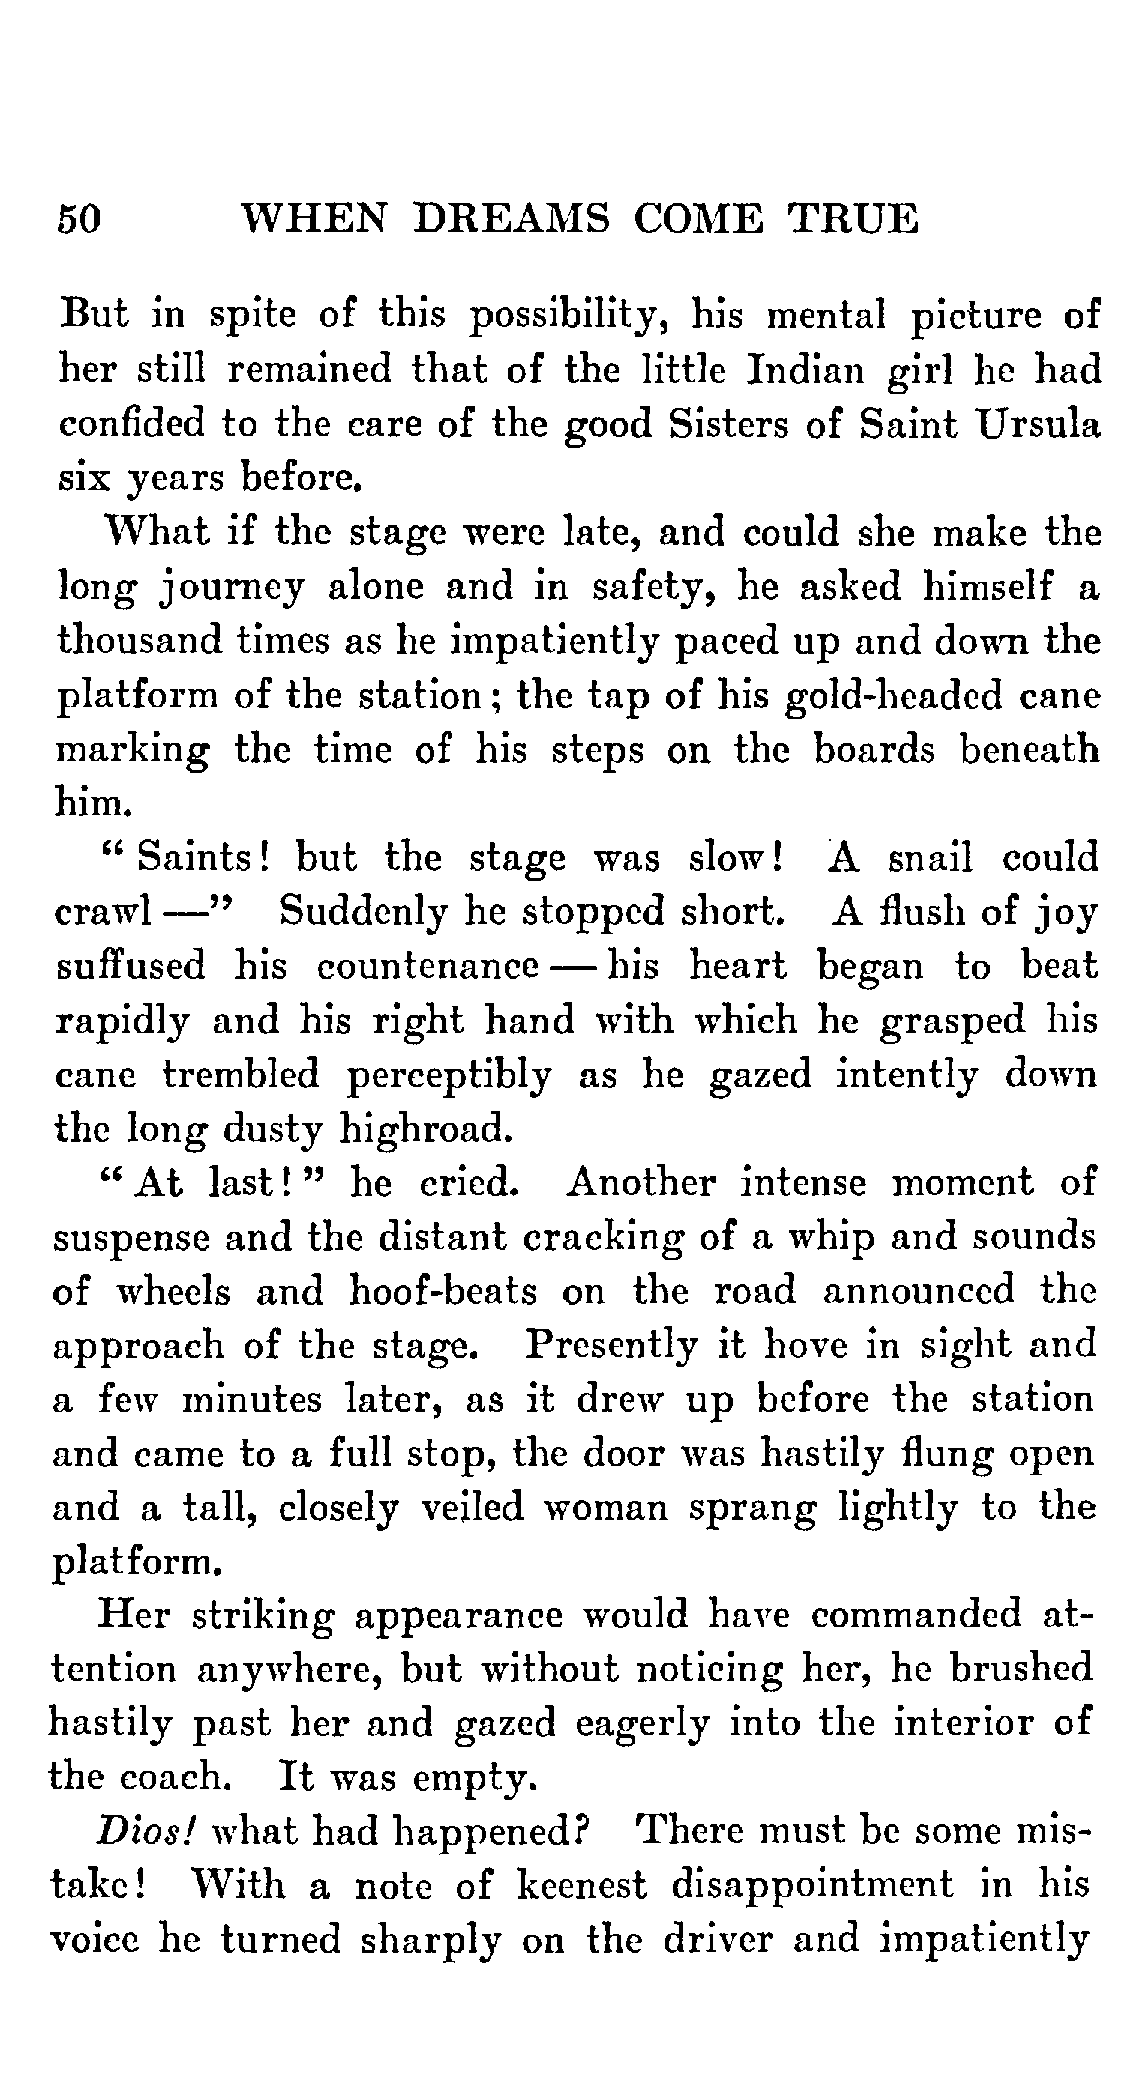 50 WHEN DREAMS COME TRUE
But in spite of this possibility, his mental picture of
her still remained that of the little Indian girl he had
confided to the care of the good Sisters of Saint Ursula
six years before.
What if the stage were late, and could she make the
long journey alone and in safety, he asked himself a
thousand times as he impatiently paced up and down the
platform of the station; the tap of his gold-headed cane
marking the time of his steps on the boards beneath
him.
“Saints! but the stage was slow! A snail could
crawl—” Suddenly he stopped short. A flush of joy
suffused his countenance—his heart began to beat
rapidly and his right hand with which he grasped his
cane trembled perceptibly as he gazed intently down
the long dusty highroad.
“At last!” he cried. Another intense moment of
suspense and the distant cracking of a whip and sounds
of wheels and hoof-beats on the road announced the
approach of the stage. Presently it hove in sight and
a few minutes later, as it drew up before the station
and came to a full stop, the door was hastily flung open
and a tall, closely veiled woman sprang lightly to the
platform.
Her striking appearance would have commanded at-
tention anywhere, but without noticing her, he brushed
hastily past her and gazed eagerly into the interior of
the coach. It was empty.
Dios! what had happened? There must be some mis-
take! With a note of keenest disappointment in his
voice he turned sharply on the driver and impatiently